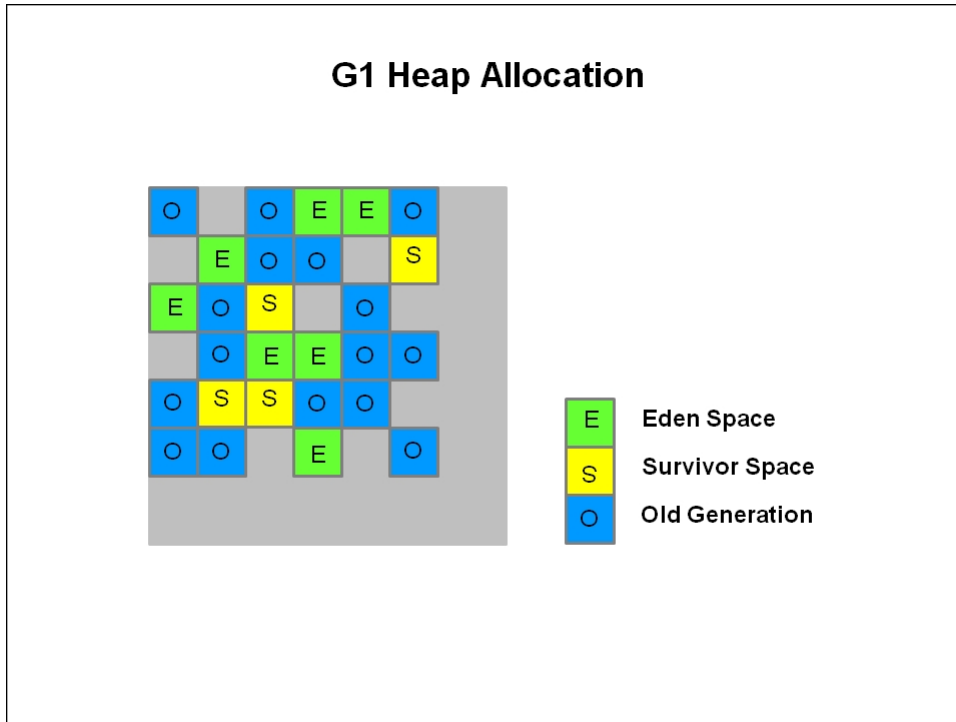 G1 Heap Allocation
O O E E O
E O O S
E O S O
O E E O O
O S S O O
O O E O
E Eden Space
S Survivor Space
O Old Generation